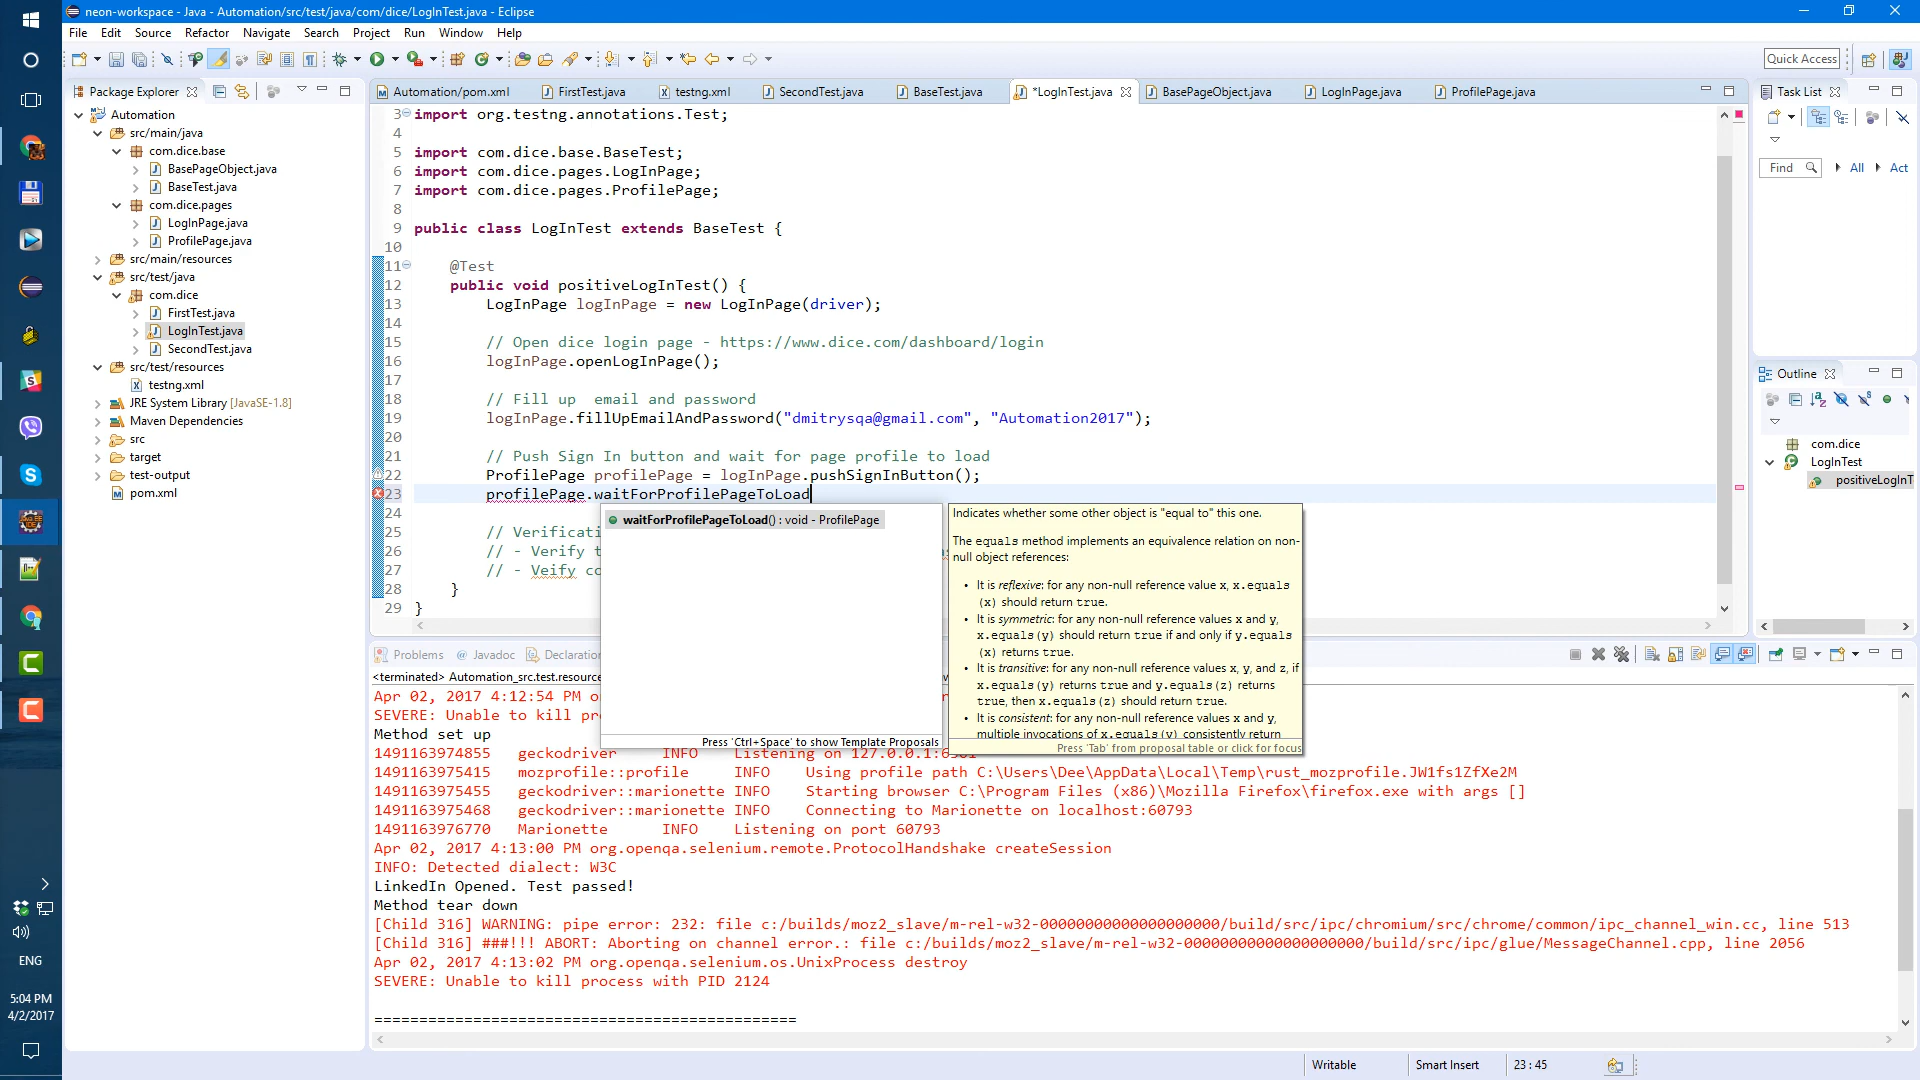 neon-workspace - Java - Automation/src/test/java/com/dice/LogInTest.java - Eclipse
File Edit Source Refactor Navigate Search Project Run Window Help
Quick Access
Package Explorer
Automation/pom.xml FirstTest.java testng.xml SecondTest.java BaseTest.java *LogInTest.java BasePageObject.java LogInPage.java ProfilePage.java
Task List
Find All Act
Automation
src/main/java
com.dice.base
BasePageObject.java
BaseTest.java
com.dice.pages
LogInPage.java
ProfilePage.java
src/main/resources
src/test/java
com.dice
FirstTest.java
LogInTest.java
SecondTest.java
src/test/resources
testng.xml
JRE System Library [JavaSE-1.8]
Maven Dependencies
src
target
test-output
pom.xml
3 import org.testng.annotations.Test;
4
5 import com.dice.base.BaseTest;
6 import com.dice.pages.LogInPage;
7 import com.dice.pages.ProfilePage;
8
9 public class LogInTest extends BaseTest {
10
11 @Test
12 public void positiveLogInTest() {
13 LogInPage logInPage = new LogInPage(driver);
14
15 // Open dice login page - https://www.dice.com/dashboard/login
16 logInPage.openLogInPage();
17
18 // Fill up  email and password
19 logInPage.fillUpEmailAndPassword("dmitrysqa@gmail.com", "Automation2017");
20
21 // Push Sign In button and wait for page profile to load
22 ProfilePage profilePage = logInPage.pushSignInButton();
23 profilePage.waitForProfilePageToLoad
24
25 // Verificati
26 // - Verify t
27 // - Veify co
28 }
29 }
waitForProfilePageToLoad() : void - ProfilePage
Press 'Ctrl+Space' to show Template Proposals
Indicates whether some other object is "equal to" this one.
The equals method implements an equivalence relation on non-
null object references:
• It is reflexive: for any non-null reference value x, x.equals
(x) should return true.
• It is symmetric: for any non-null reference values x and y,
x.equals(y) should return true if and only if y.equals
(x) returns true.
• It is transitive: for any non-null reference values x, y, and z, if
x.equals(y) returns true and y.equals(z) returns
true, then x.equals(z) should return true.
• It is consistent: for any non-null reference values x and y,
multiple invocations of x.equals(y) consistently return
Press 'Tab' from proposal table or click for focus
Outline
com.dice
LogInTest
positiveLogInT
Problems Javadoc Declaration
<terminated> Automation_src.test.resource
Apr 02, 2017 4:12:54 PM o
SEVERE: Unable to kill pr
Method set up
1491163974855 geckodriver INFO Listening on 127.0.0.1:6301
1491163975415 mozprofile::profile INFO Using profile path C:\Users\Dee\AppData\Local\Temp\rust_mozprofile.JW1fs1ZfXe2M
1491163975455 geckodriver::marionette INFO Starting browser C:\Program Files (x86)\Mozilla Firefox\firefox.exe with args []
1491163975468 geckodriver::marionette INFO Connecting to Marionette on localhost:60793
1491163976770 Marionette INFO Listening on port 60793
Apr 02, 2017 4:13:00 PM org.openqa.selenium.remote.ProtocolHandshake createSession
INFO: Detected dialect: W3C
LinkedIn Opened. Test passed!
Method tear down
[Child 316] WARNING: pipe error: 232: file c:/builds/moz2_slave/m-rel-w32-00000000000000000000/build/src/ipc/chromium/src/chrome/common/ipc_channel_win.cc, line 513
[Child 316] ###!!! ABORT: Aborting on channel error.: file c:/builds/moz2_slave/m-rel-w32-00000000000000000000/build/src/ipc/glue/MessageChannel.cpp, line 2056
Apr 02, 2017 4:13:02 PM org.openqa.selenium.os.UnixProcess destroy
SEVERE: Unable to kill process with PID 2124
===============================================
Writable Smart Insert 23 : 45
ENG
5:04 PM
4/2/2017